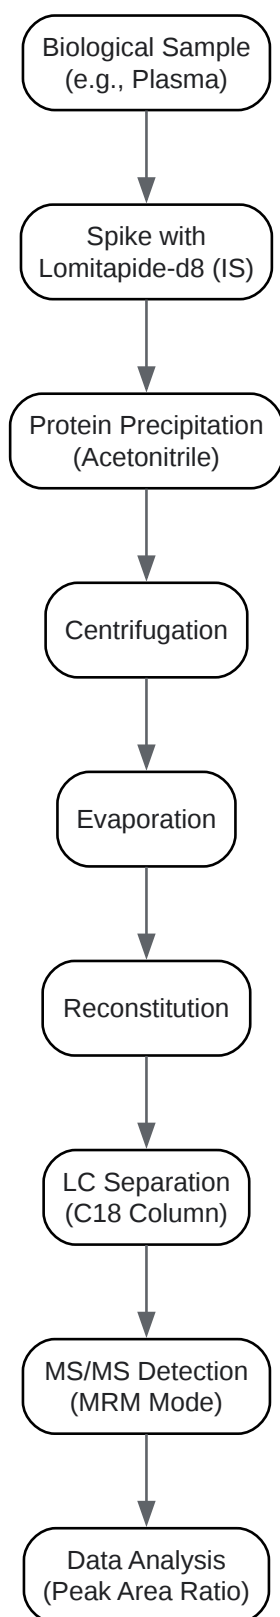 Biological Sample
(e.g., Plasma)
Spike with
Lomitapide-d8 (IS)
Protein Precipitation
(Acetonitrile)
Centrifugation
Evaporation
Reconstitution
LC Separation
(C18 Column)
MS/MS Detection
(MRM Mode)
Data Analysis
(Peak Area Ratio)